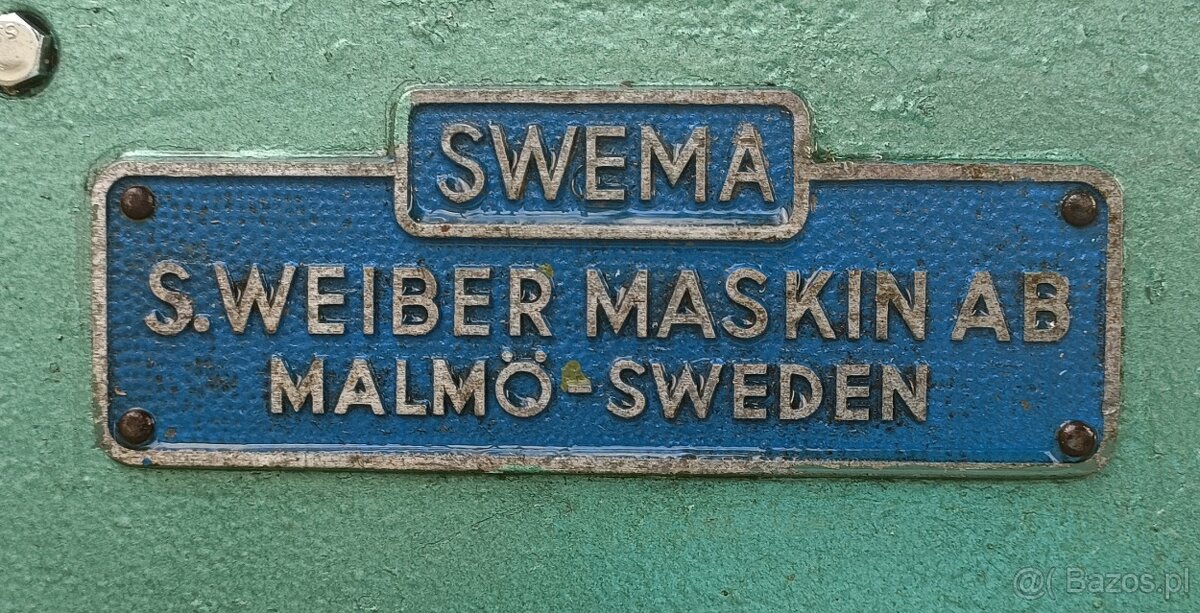 SWEMA
S. WEIBER MASKIN AB
MALMÖ - SWEDEN
@( Bazos.pl